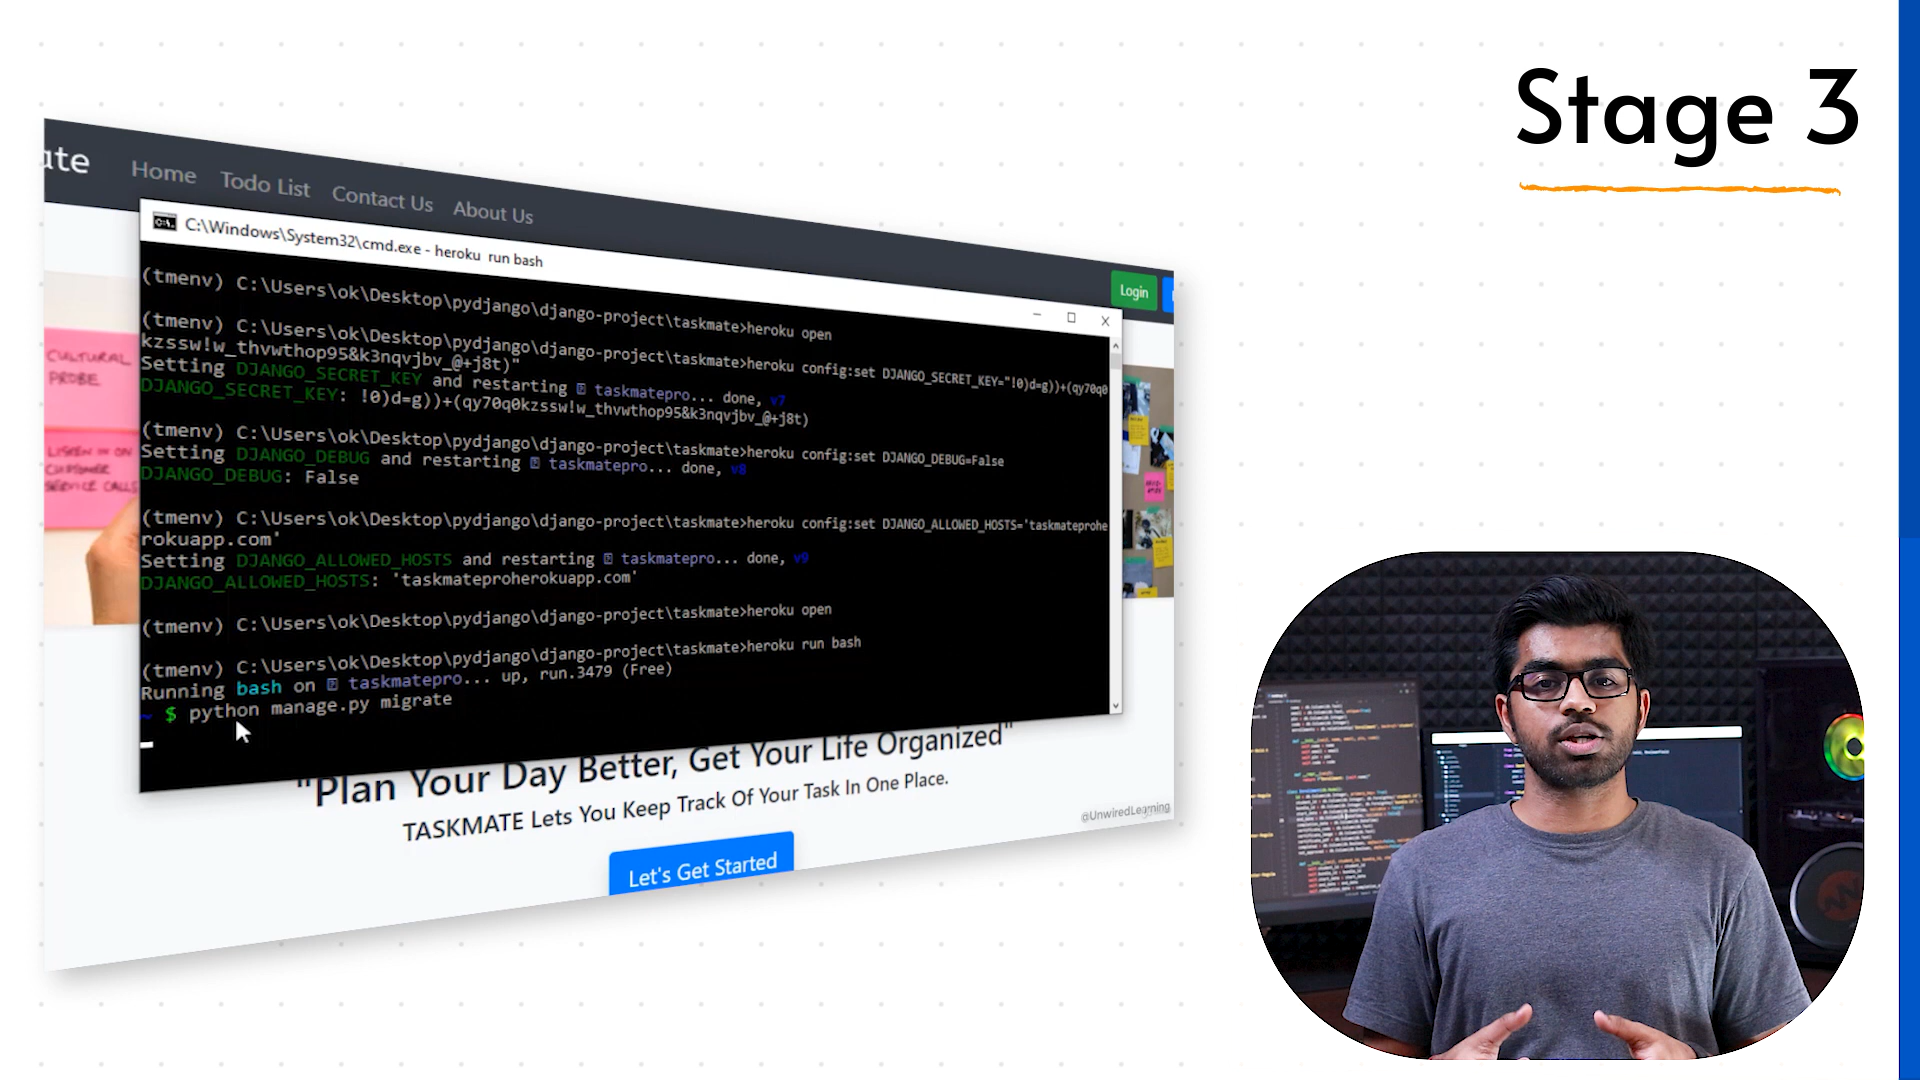 Stage 3
ate Home Todo List Contact Us About Us
Login
C:\Windows\System32\cmd.exe - heroku run bash
(tmenv) C:\Users\ok\Desktop\pydjango\django-project\taskmate>heroku open
(tmenv) C:\Users\ok\Desktop\pydjango\django-project\taskmate>heroku config:set DJANGO_SECRET_KEY="!0)d=g))+(qy70q0
kzssw!w_thvwthop95&k3nqvjbv_@+j8t)"
Setting DJANGO_SECRET_KEY and restarting taskmatepro... done, v7
DJANGO_SECRET_KEY: !0)d=g))+(qy70q0kzssw!w_thvwthop95&k3nqvjbv_@+j8t)
(tmenv) C:\Users\ok\Desktop\pydjango\django-project\taskmate>heroku config:set DJANGO_DEBUG=False
Setting DJANGO_DEBUG and restarting taskmatepro... done, v8
DJANGO_DEBUG: False
(tmenv) C:\Users\ok\Desktop\pydjango\django-project\taskmate>heroku config:set DJANGO_ALLOWED_HOSTS='taskmateprohe
rokuapp.com'
Setting DJANGO_ALLOWED_HOSTS and restarting taskmatepro... done, v9
DJANGO_ALLOWED_HOSTS: 'taskmateproherokuapp.com'
(tmenv) C:\Users\ok\Desktop\pydjango\django-project\taskmate>heroku open
(tmenv) C:\Users\ok\Desktop\pydjango\django-project\taskmate>heroku run bash
Running bash on taskmatepro... up, run.3479 (Free)
~ $ python manage.py migrate
CULTURAL
PROBE
LISTEN IN ON
CUSTOMER
SERVICE CALLS
"Plan Your Day Better, Get Your Life Organized"
TASKMATE Lets You Keep Track Of Your Task In One Place.
@UnwiredLearning
Let's Get Started